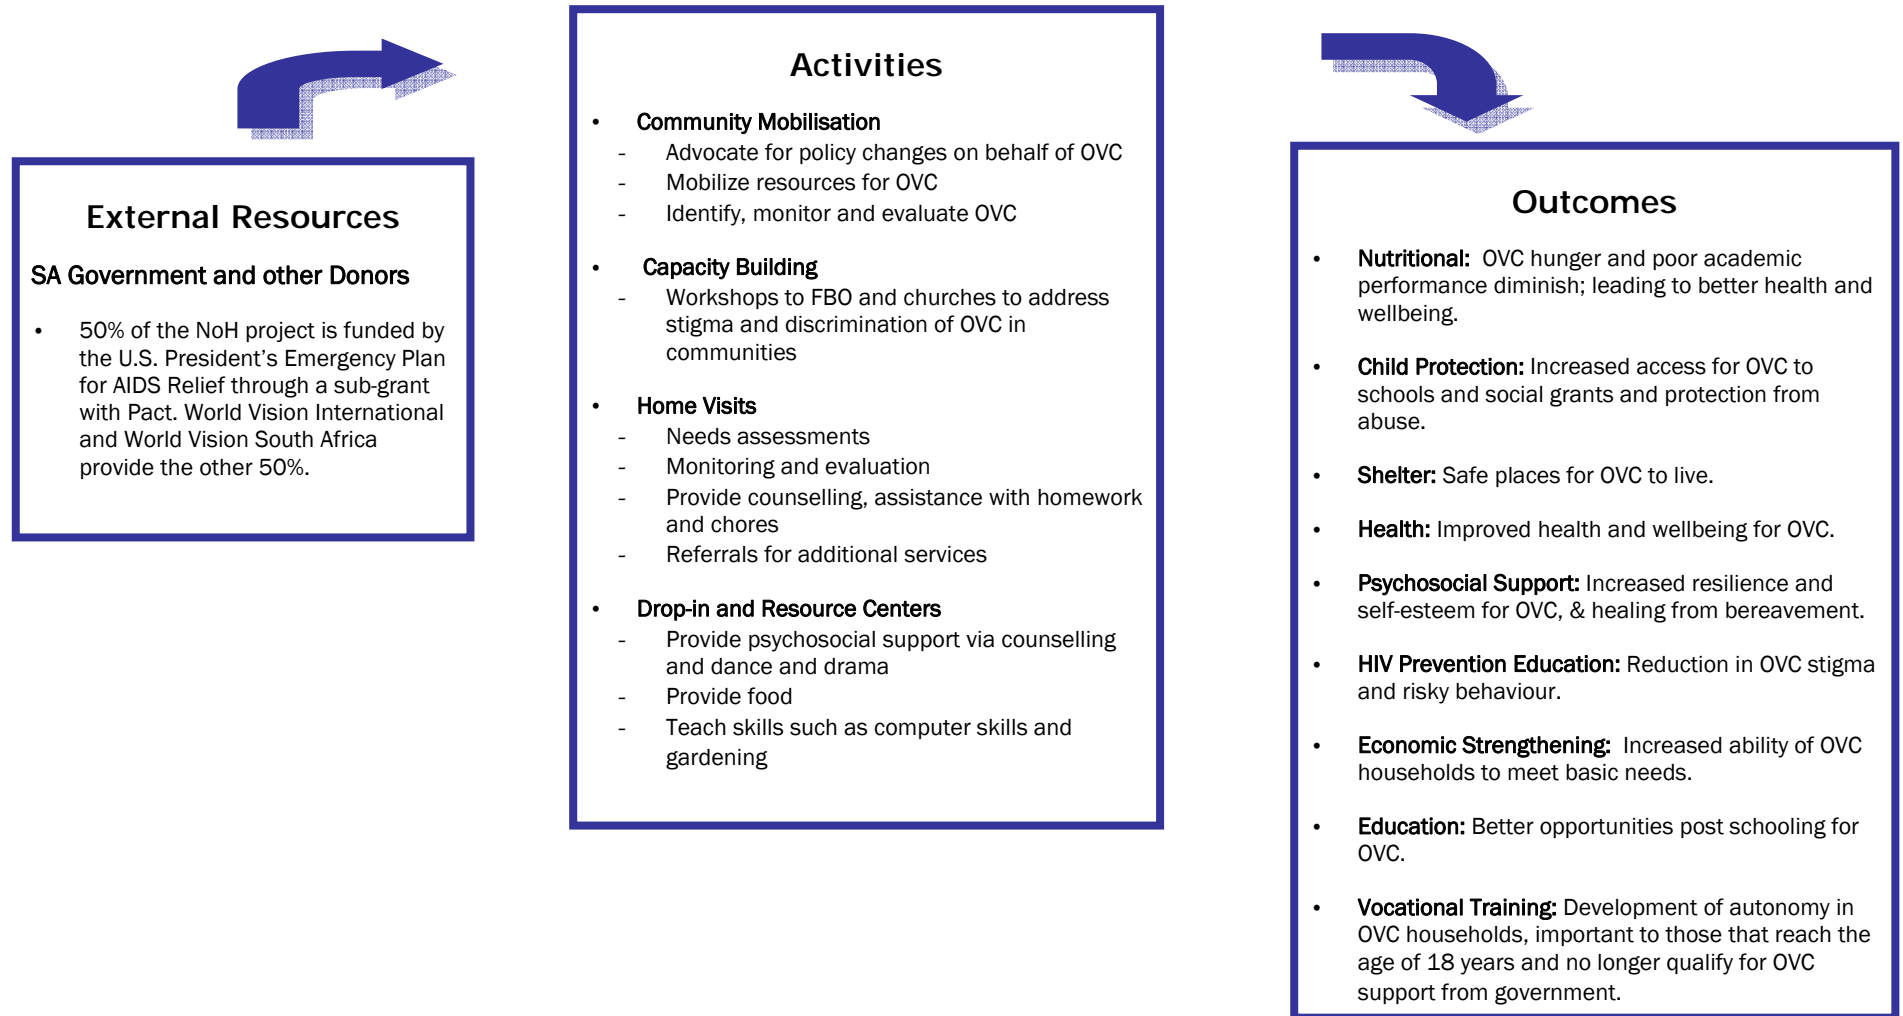 External Resources
SA Government and other Donors
• 50% of the NoH project is funded by
the U.S. President's Emergency Plan
for AIDS Relief through a sub-grant
with Pact. World Vision International
and World Vision South Africa
provide the other 50%.
Activities
• Community Mobilisation
- Advocate for policy changes on behalf of OVC
- Mobilize resources for OVC
- Identify, monitor and evaluate OVC
• Capacity Building
- Workshops to FBO and churches to address
stigma and discrimination of OVC in
communities
• Home Visits
- Needs assessments
- Monitoring and evaluation
- Provide counselling, assistance with homework
and chores
- Referrals for additional services
• Drop-in and Resource Centers
- Provide psychosocial support via counselling
and dance and drama
- Provide food
- Teach skills such as computer skills and
gardening
Outcomes
• Nutritional: OVC hunger and poor academic
performance diminish; leading to better health and
wellbeing.
• Child Protection: Increased access for OVC to
schools and social grants and protection from
abuse.
• Shelter: Safe places for OVC to live.
• Health: Improved health and wellbeing for OVC.
• Psychosocial Support: Increased resilience and
self-esteem for OVC, & healing from bereavement.
• HIV Prevention Education: Reduction in OVC stigma
and risky behaviour.
• Economic Strengthening: Increased ability of OVC
households to meet basic needs.
• Education: Better opportunities post schooling for
OVC.
• Vocational Training: Development of autonomy in
OVC households, important to those that reach the
age of 18 years and no longer qualify for OVC
support from government.